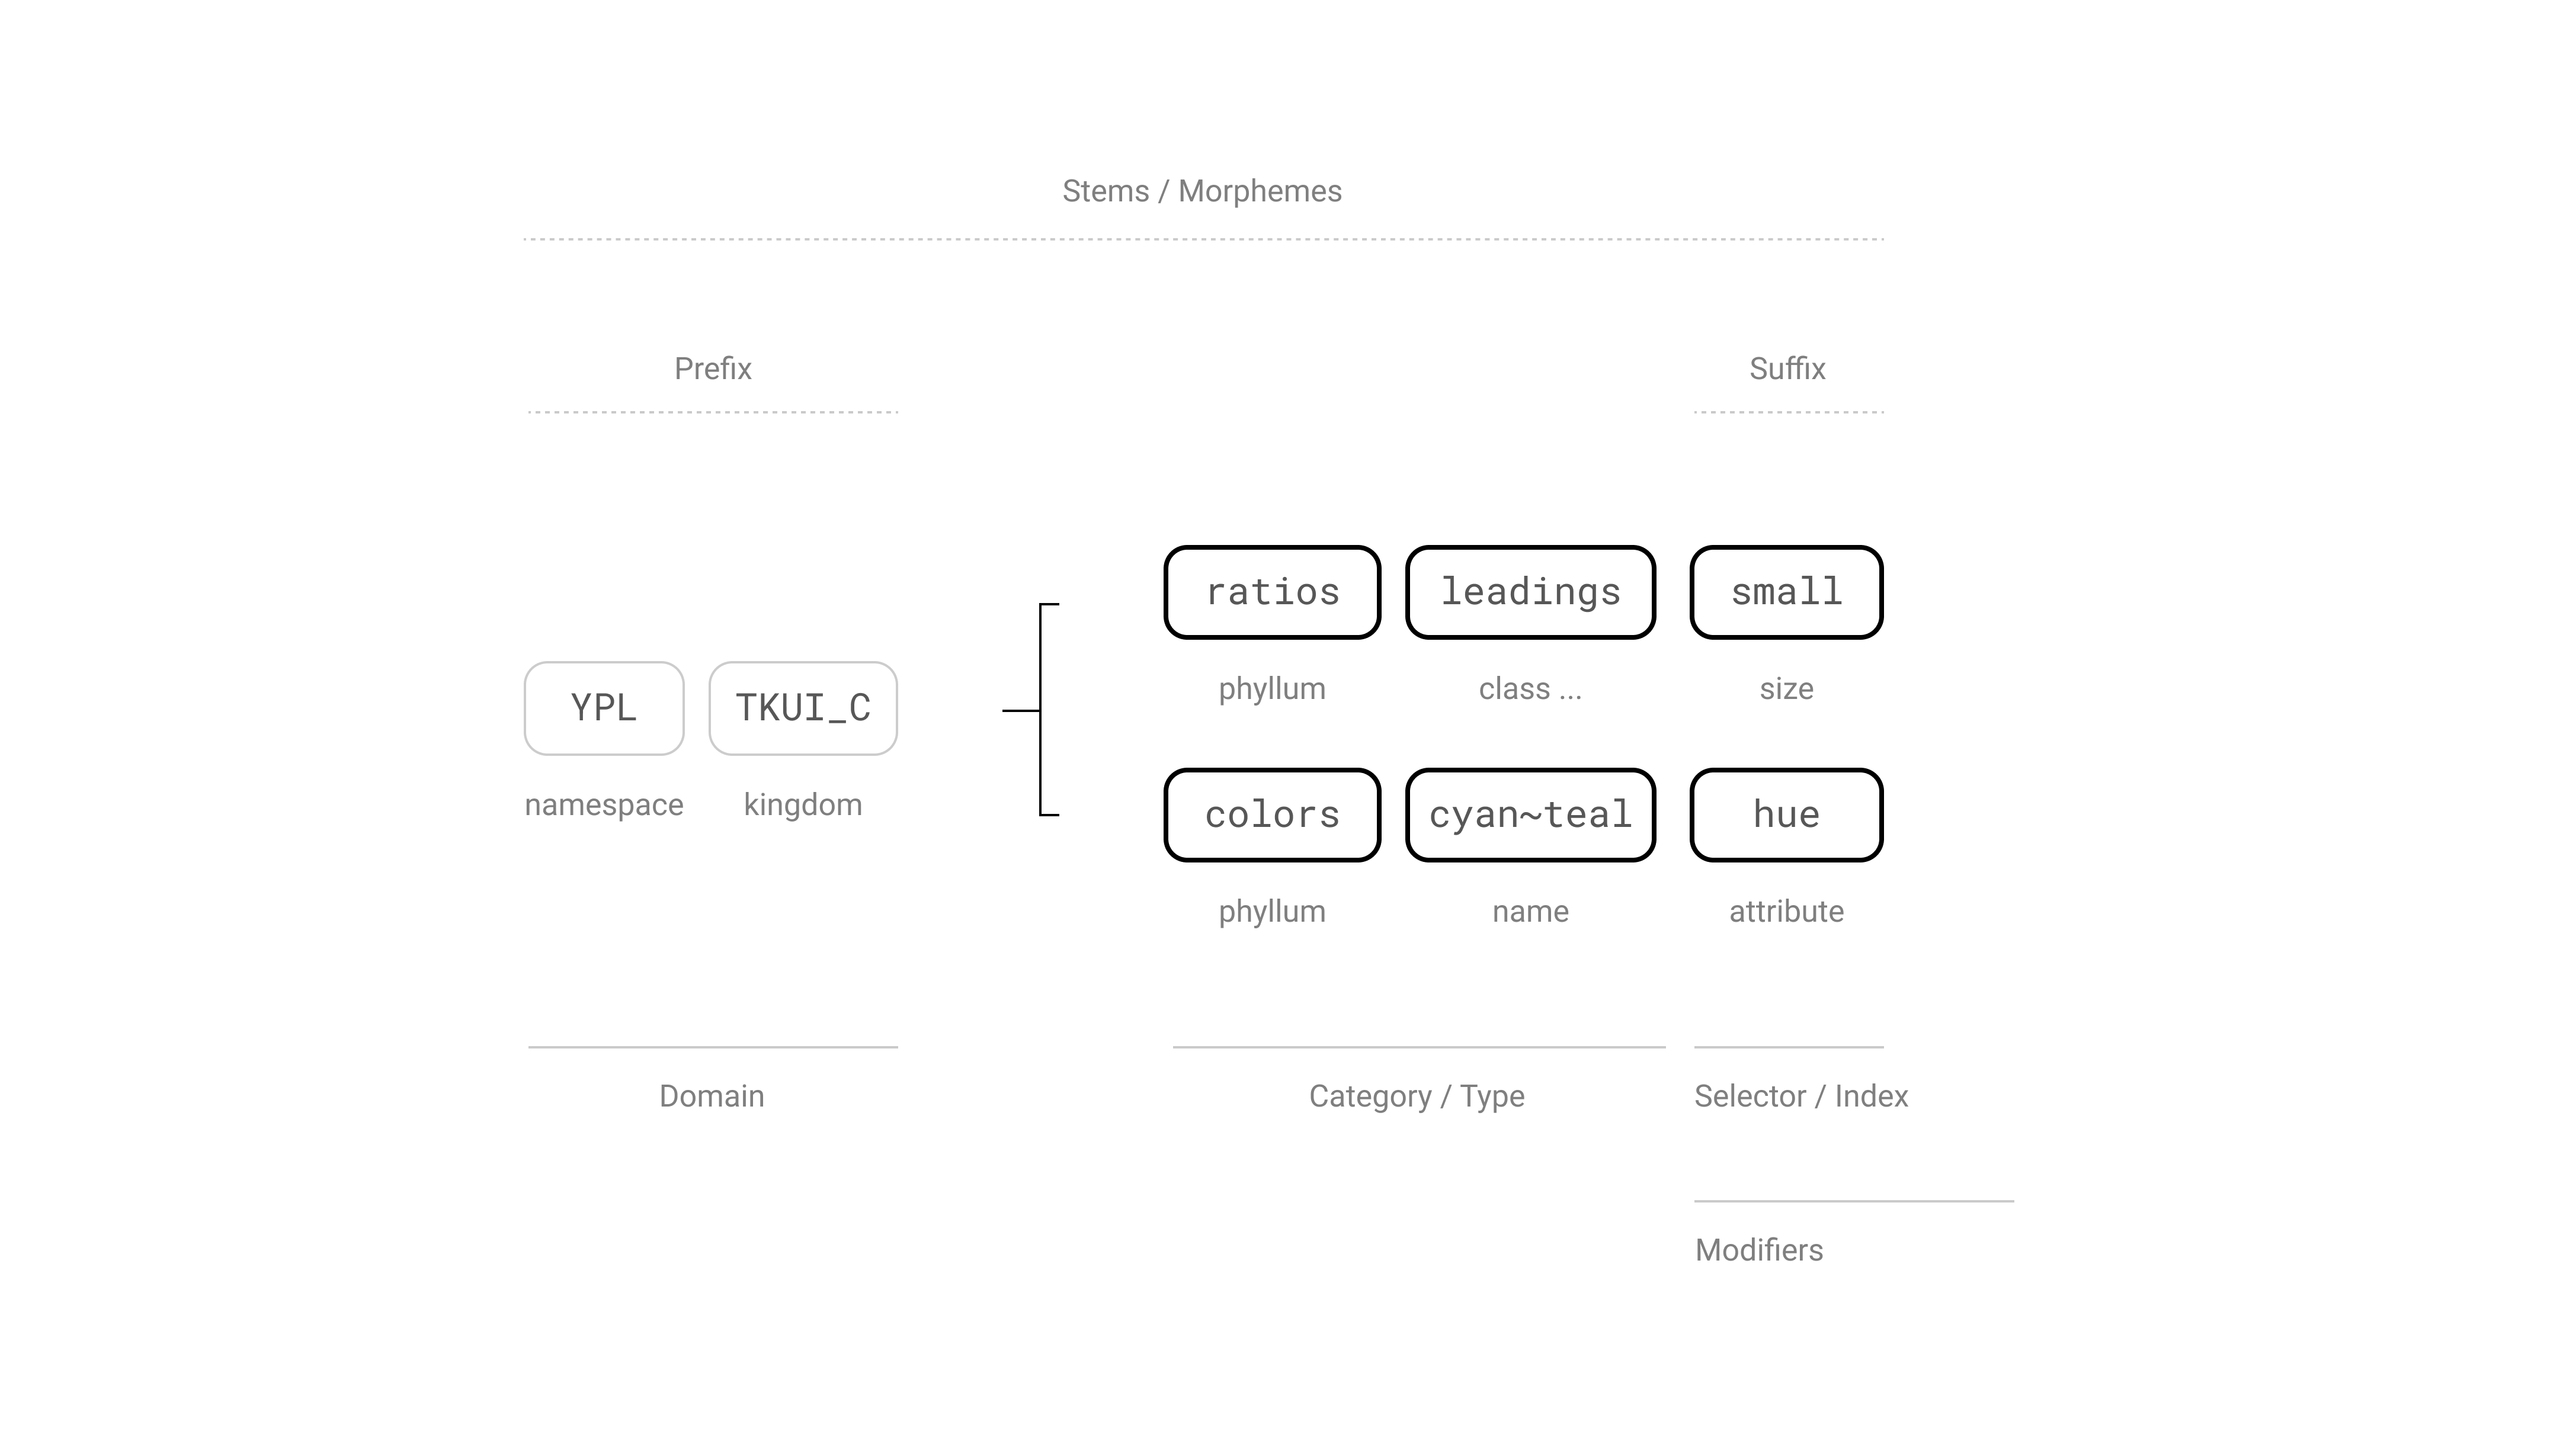 Stems / Morphemes
Prefix
Suffix
ratios
leadings
small
phyllum
class ...
size
YPL
TKUI_C
namespace
kingdom
colors
cyan~teal
hue
phyllum
name
attribute
Domain
Category / Type
Selector / Index
Modifiers